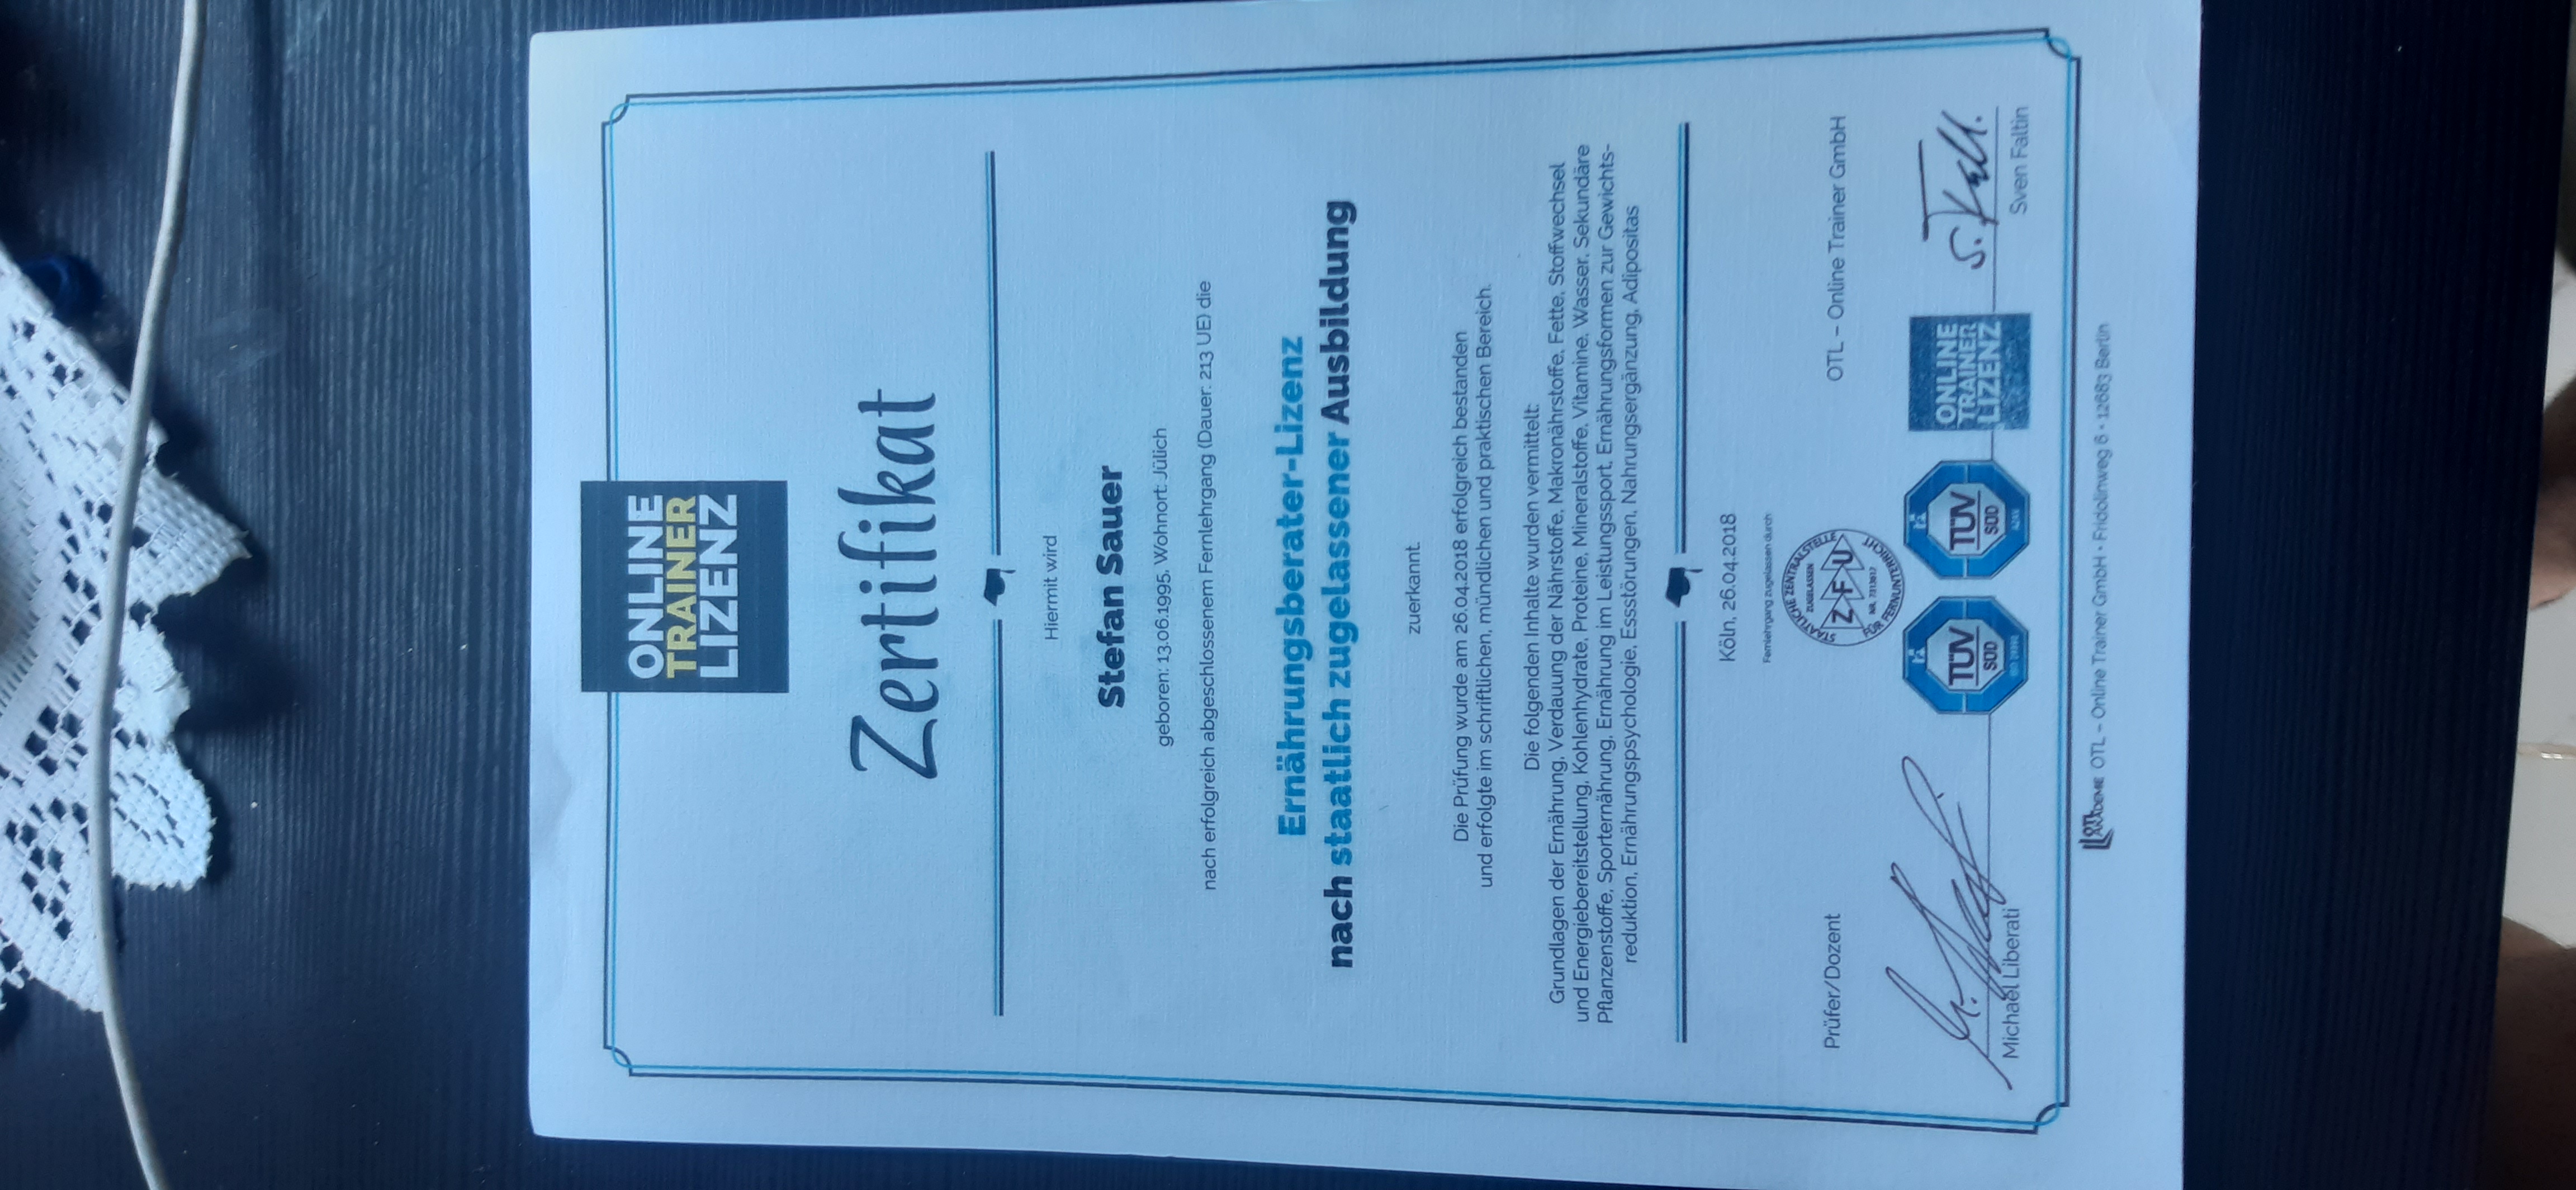 ONLINE
TRAINER
LIZENZ
Zertifikat
Hiermit wird
Stefan Sauer
geboren: 13.06.1995, Wohnort: Jülich
nach erfolgreich abgeschlossenem Fernlehrgang (Dauer: 213 UE) die
Ernährungsberater-Lizenz
nach staatlich zugelassener Ausbildung
zuerkannt.
Die Prüfung wurde am 26.04.2018 erfolgreich bestanden
und erfolgte im schriftlichen, mündlichen und praktischen Bereich.
Die folgenden Inhalte wurden vermittelt:
Grundlagen der Ernährung, Verdauung der Nährstoffe, Makronährstoffe, Fette, Stoffwechsel
und Energiebereitstellung, Kohlenhydrate, Proteine, Mineralstoffe, Vitamine, Wasser, Sekundäre
Pflanzenstoffe, Sporternährung, Ernährung im Leistungssport, Ernährungsformen zur Gewichts-
reduktion, Ernährungspsychologie, Essstörungen, Nahrungsergänzung, Adipositas
Köln, 26.04.2018
Fernlehrgang zugelassen durch
STAATLICHE ZENTRALSTELLE
ZUGELASSEN
ZFU
NR. 7313617
FÜR FERNUNTERRICHT
Prüfer/Dozent
OTL – Online Trainer GmbH
TÜV
SÜD
TÜV
SÜD
AZAV
ONLINE
TRAINER
LIZENZ
S. Falt.
Michael Liberati
Sven Faltin
OTL AKADEMIE OTL – Online Trainer GmbH • Fridolinweg 6 • 12683 Berlin